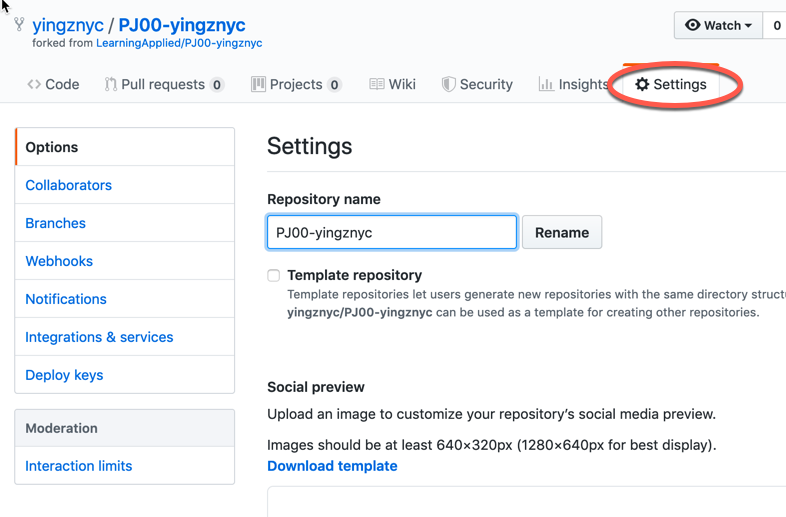 yingznyc / PJ00-yingznyc
Watch
0
forked from LearningApplied/PJ00-yingznyc
Code
Pull requests 0
Projects 0
Wiki
Security
Insights
Settings
Options
Collaborators
Branches
Webhooks
Notifications
Integrations & services
Deploy keys
Moderation
Interaction limits
Settings
Repository name
PJ00-yingznyc
Rename
Template repository
Template repositories let users generate new repositories with the same directory struct
yingznyc/PJ00-yingznyc can be used as a template for creating other repositories.
Social preview
Upload an image to customize your repository's social media preview.
Images should be at least 640×320px (1280×640px for best display).
Download template